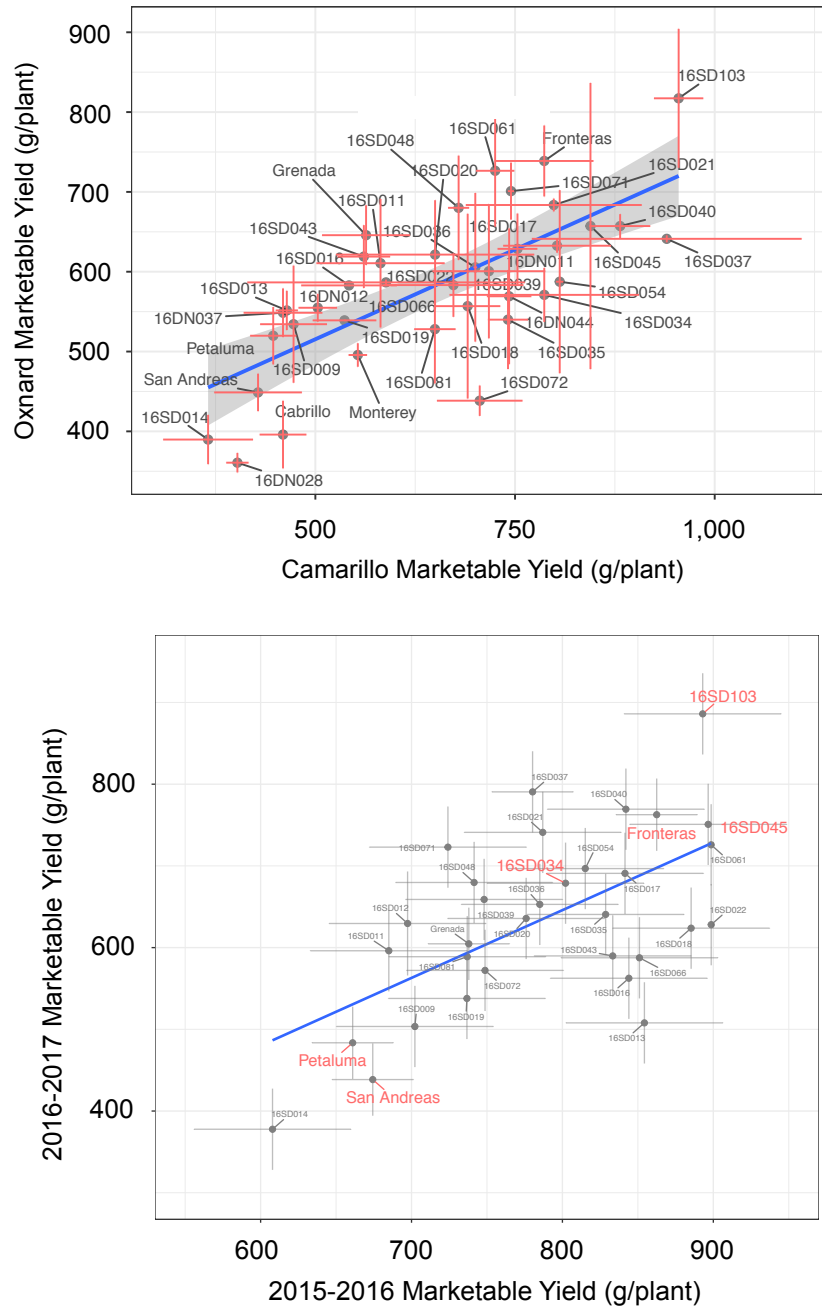 900
16SD103
800
16SD061
Fronteras
16SD048
16SD020
16SD021
Grenada
16SD071
700
16SD011
16SD040
16SD043
16SD036
16SD017
16SD016
16DN011
16SD045
16SD037
600
16SD013
16DN012
16SD022
16SD039
16SD054
16DN037
16SD066
16DN044
16SD034
16SD019
500
Petaluma
16SD009
16SD018
16SD035
San Andreas
16SD081
16SD072
Cabrillo
Monterey
16SD014
400
16DN028
Oxnard Marketable Yield (g/plant)
500
750
1,000
Camarillo Marketable Yield (g/plant)
16SD103
16SD037
800
16SD040
16SD021
Fronteras
16SD045
16SD071
16SD054
16SD061
16SD048
16SD034
16SD036
16SD017
16SD012
16SD039
16SD022
600
16SD011
Grenada
16SD020
16SD035
16SD018
16SD043
16SD081
16SD066
16SD072
16SD016
16SD009
16SD019
16SD013
Petaluma
San Andreas
400
16SD014
2016-2017 Marketable Yield (g/plant)
600
700
800
900
2015-2016 Marketable Yield (g/plant)